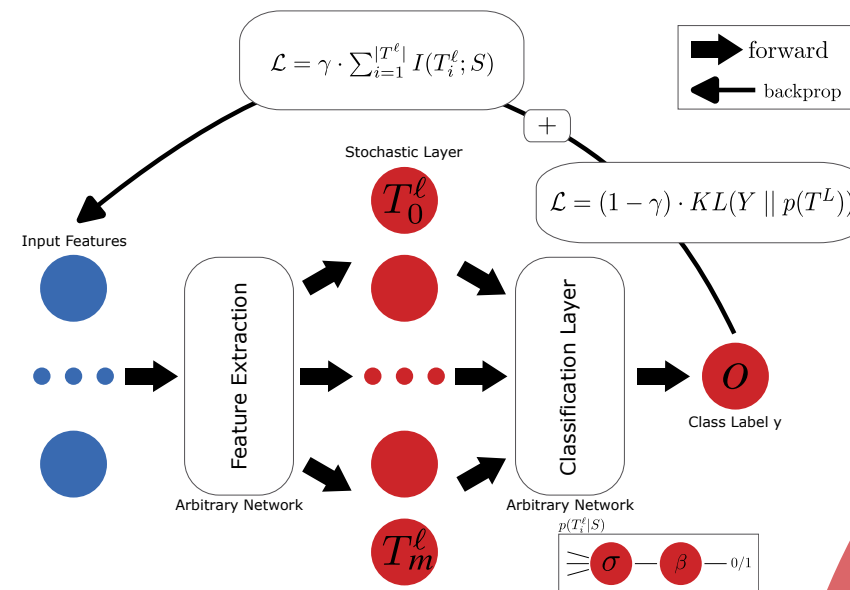 ℒ = γ · ∑_{i=1}^{|T^ℓ|} I(T_i^ℓ; S)
forward
backprop
+
Stochastic Layer
T_0^ℓ
ℒ = (1 − γ) · KL(Y || p(T^L))
Input Features
Feature Extraction
Classification Layer
O
Class Label y
Arbitrary Network
Arbitrary Network
T_m^ℓ
p(T_i^ℓ|S)
σ
β
0/1